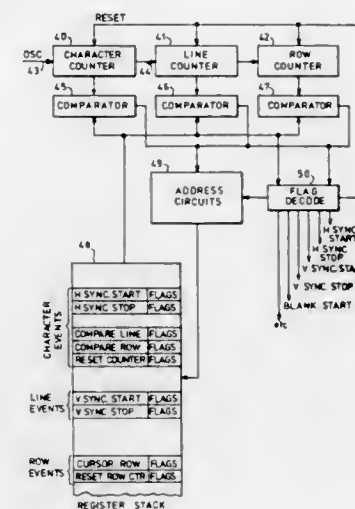 RESET
40
41
42
OSC
CHARACTER
COUNTER
LINE
COUNTER
ROW
COUNTER
43
44
45
46
47
COMPARATOR
COMPARATOR
COMPARATOR
49
50
ADDRESS
CIRCUITS
FLAG
DECODE
H SYNC
START
H SYNC
STOP
V SYNC. START
V SYNC. STOP
BLANK START
etc
48
CHARACTER
EVENTS
H SYNC. START FLAGS
H SYNC STOP FLAGS
COMPARE LINE FLAGS
COMPARE ROW FLAGS
RESET COUNTER FLAGS
LINE
EVENTS
V SYNC. START FLAGS
V SYNC STOP FLAGS
ROW
EVENTS
CURSOR ROW FLAGS
RESET ROW CTR FLAGS
REGISTER STACK